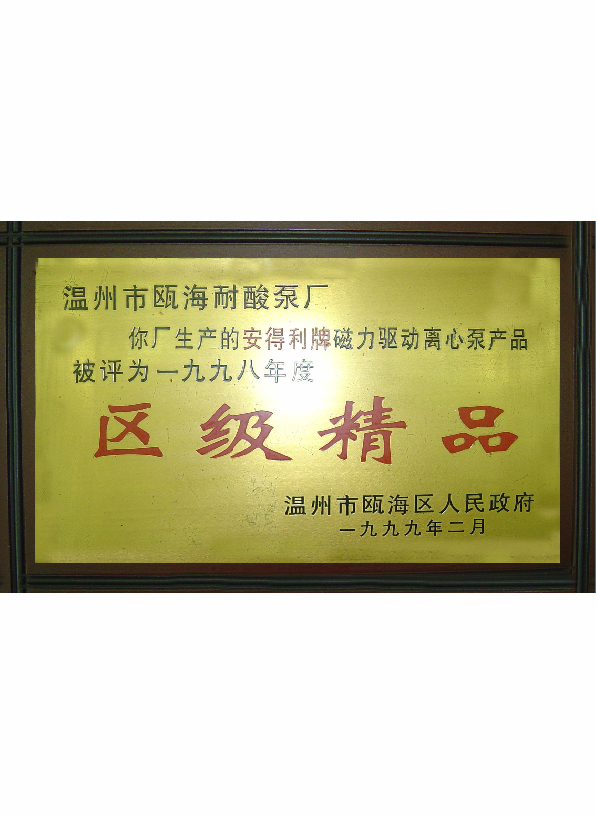 温州市瓯海耐酸泵厂
你厂生产的安得利牌磁力驱动离心泵产品
被评为一九九八年度
区级精品
温州市瓯海区人民政府
一九九九年二月